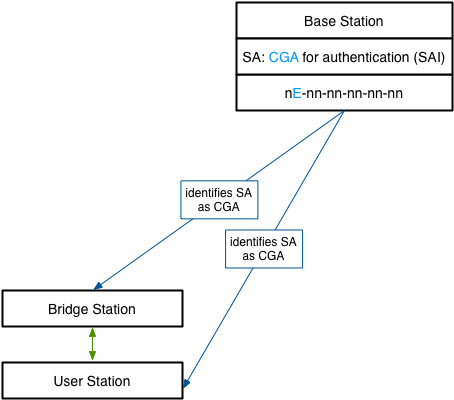 Base Station
SA: CGA for authentication (SAI)
nE-nn-nn-nn-nn-nn
identifies SA
as CGA
identifies SA
as CGA
Bridge Station
User Station